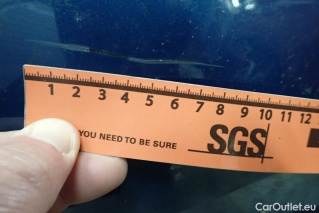 1 2 3 4 5 6 7 8 9 10 11 12
YOU NEED TO BE SURE SGS
CarOutlet.eu